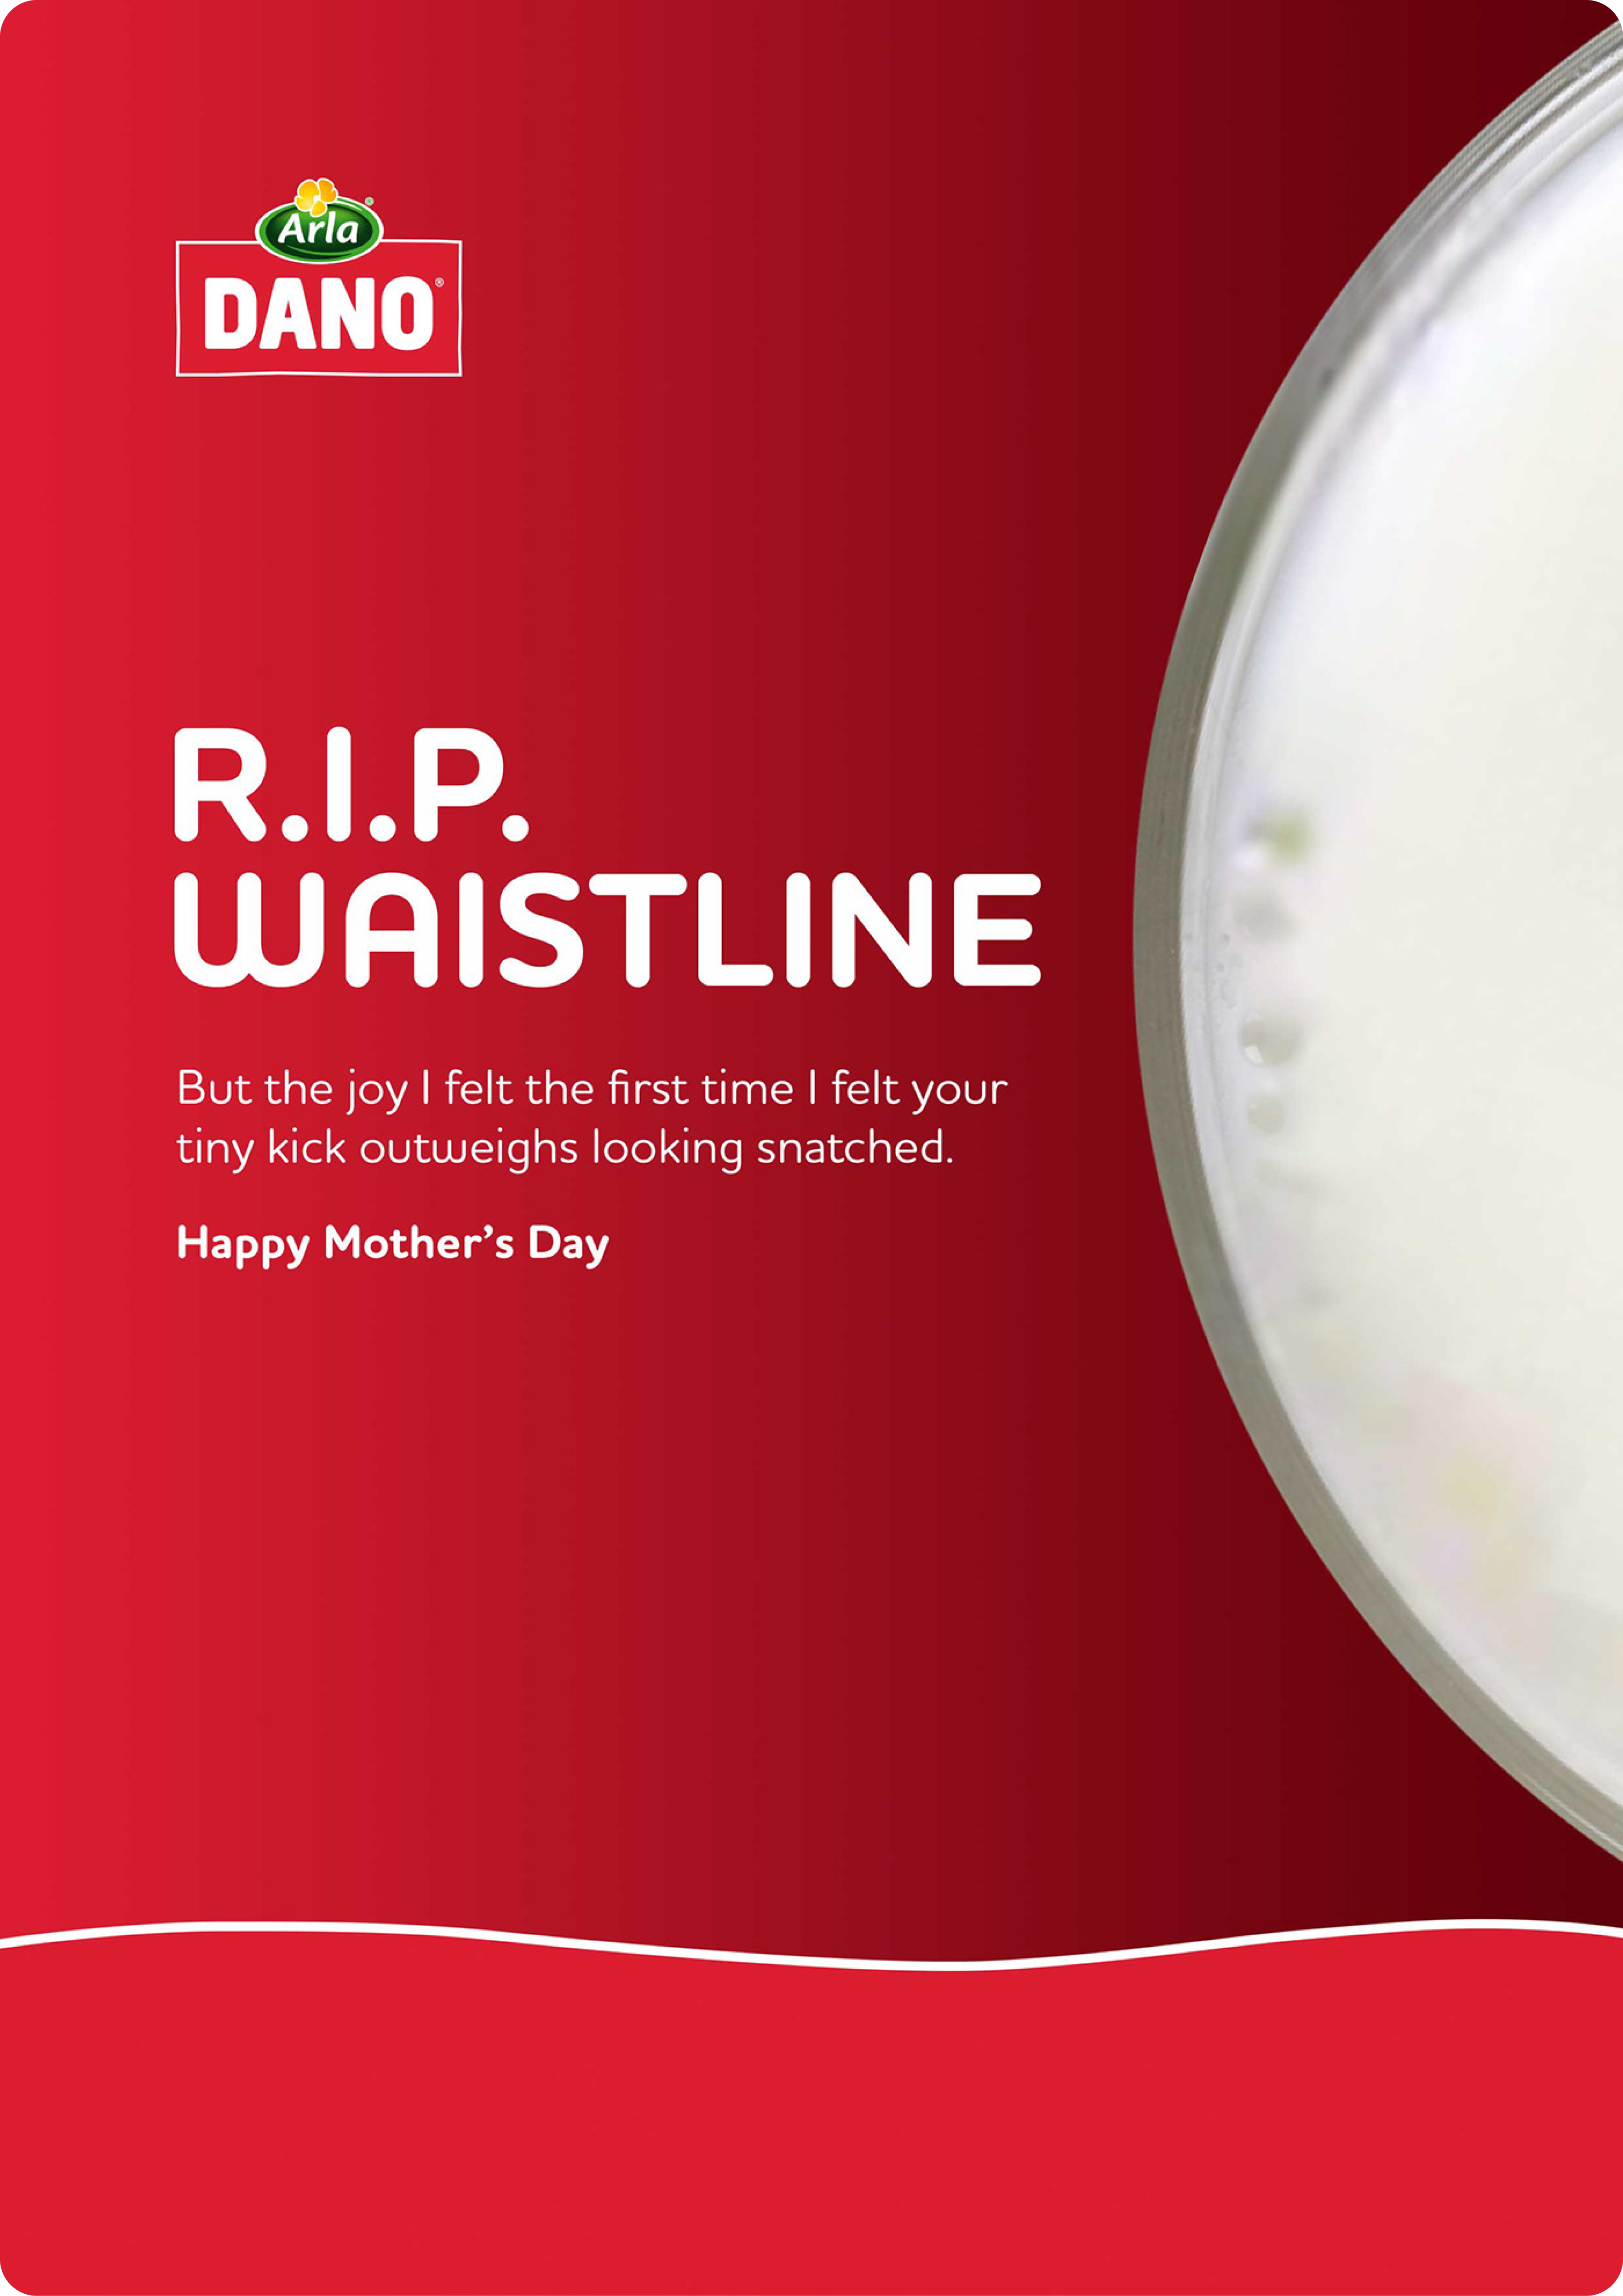 Arla
DANO
R.I.P.
WAISTLINE
But the joy I felt the first time I felt your
tiny kick outweighs looking snatched.
Happy Mother’s Day